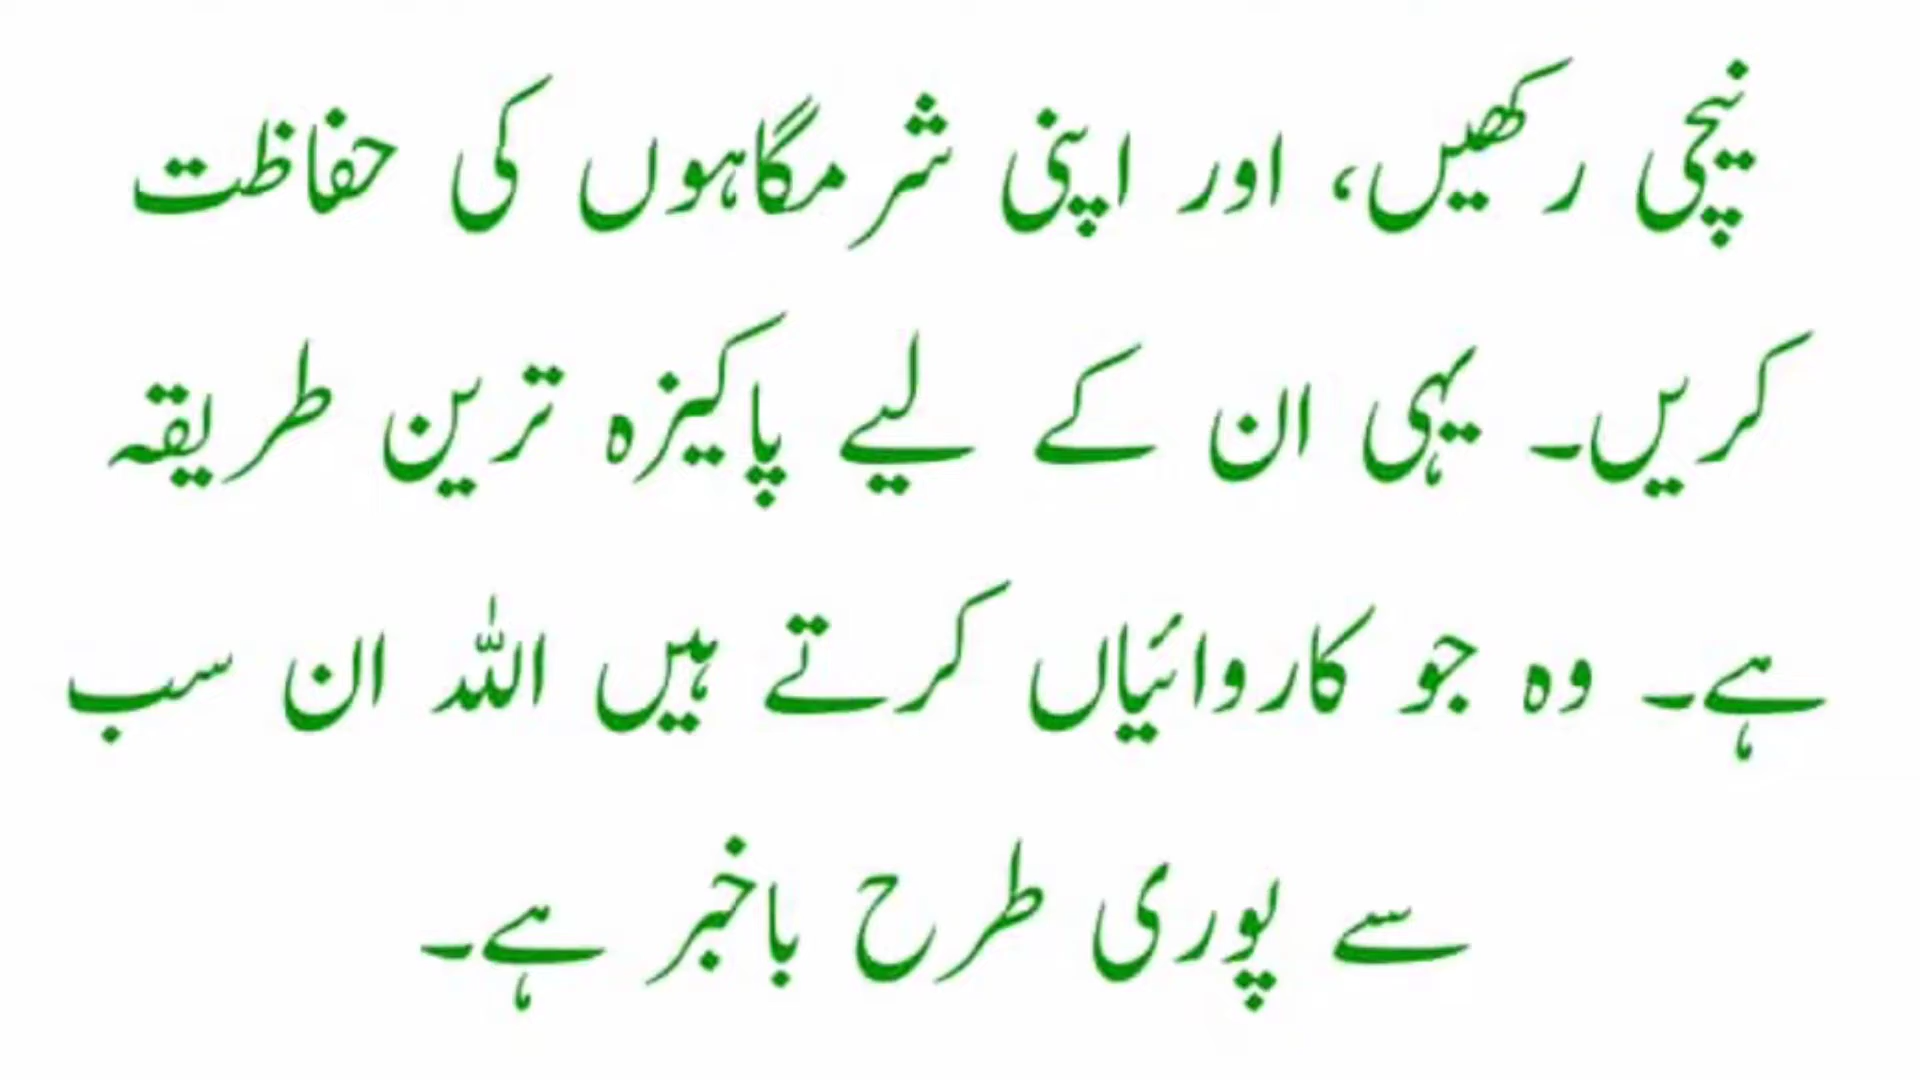 نیچی رکھیں، اور اپنی شرمگاہوں کی حفاظت
کریں۔ یہی ان کے لیے پاکیزہ ترین طریقہ
ہے۔ وہ جو کاروائیاں کرتے ہیں اللہ ان سب
سے پوری طرح باخبر ہے۔